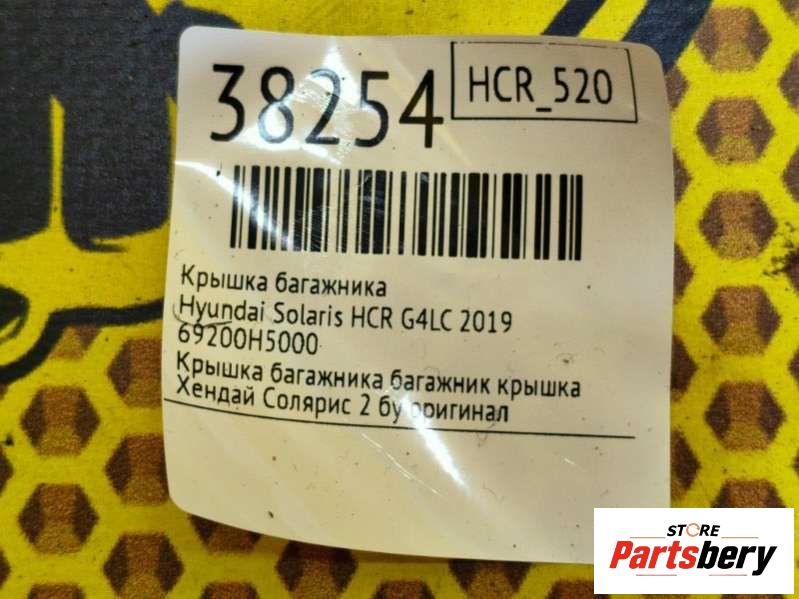 38254
HCR_520
Крышка багажника
Hyundai Solaris HCR G4LC 2019
69200H5000
Крышка багажника багажник крышка
Хендай Солярис 2 бу оригинал
STORE
Partsbery